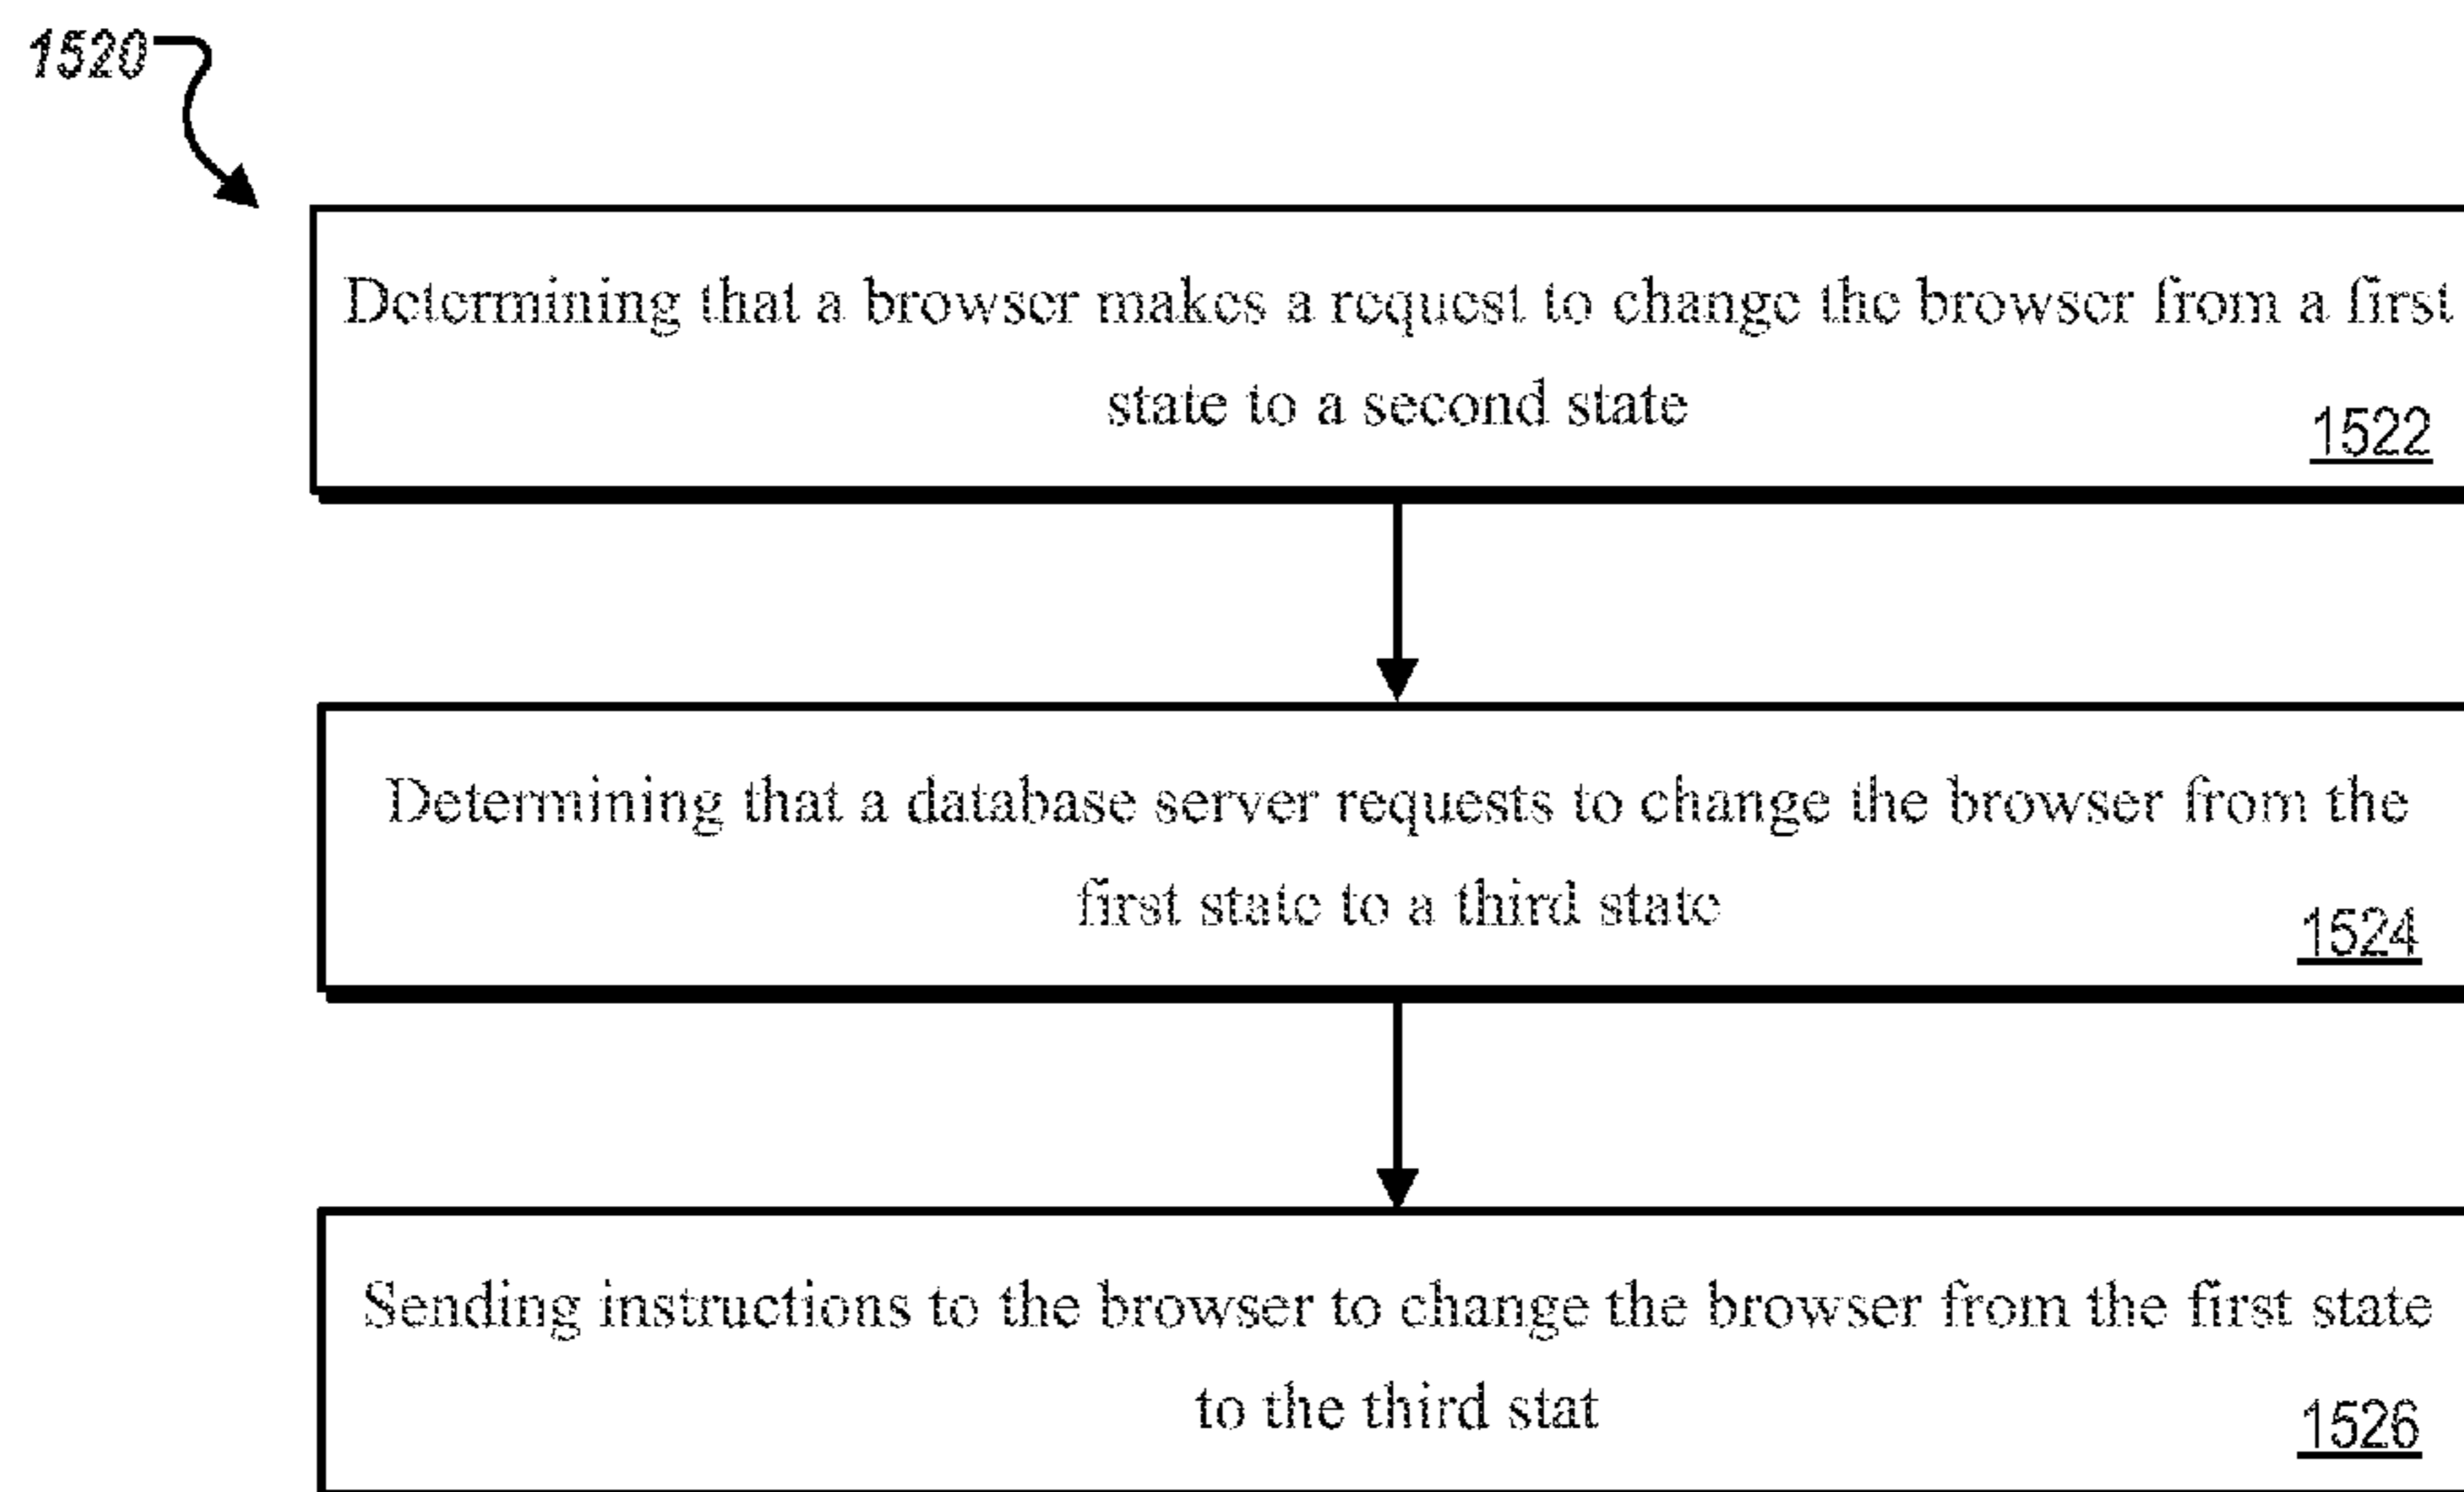 1520
Determining that a browser makes a request to change the browser from a first
state to a second state
1522
Determining that a database server requests to change the browser from the
first state to a third state
1524
Sending instructions to the browser to change the browser from the first state
to the third stat
1526